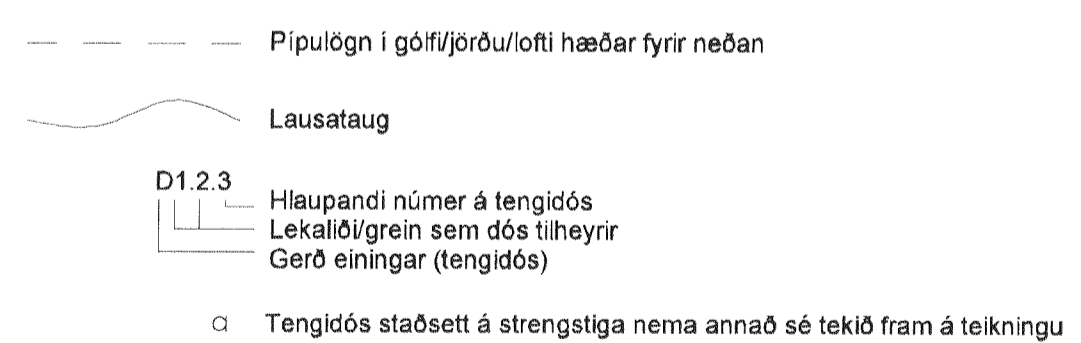 Pípulögn í gólfi/jörðu/lofti hæðar fyrir neðan
Lausataug
D1.2.3
Hlaupandi númer á tengidós
Lekaliði/grein sem dós tilheyrir
Gerð einingar (tengidós)
a Tengidós staðsett á strengstiga nema annað sé tekið fram á teikningu